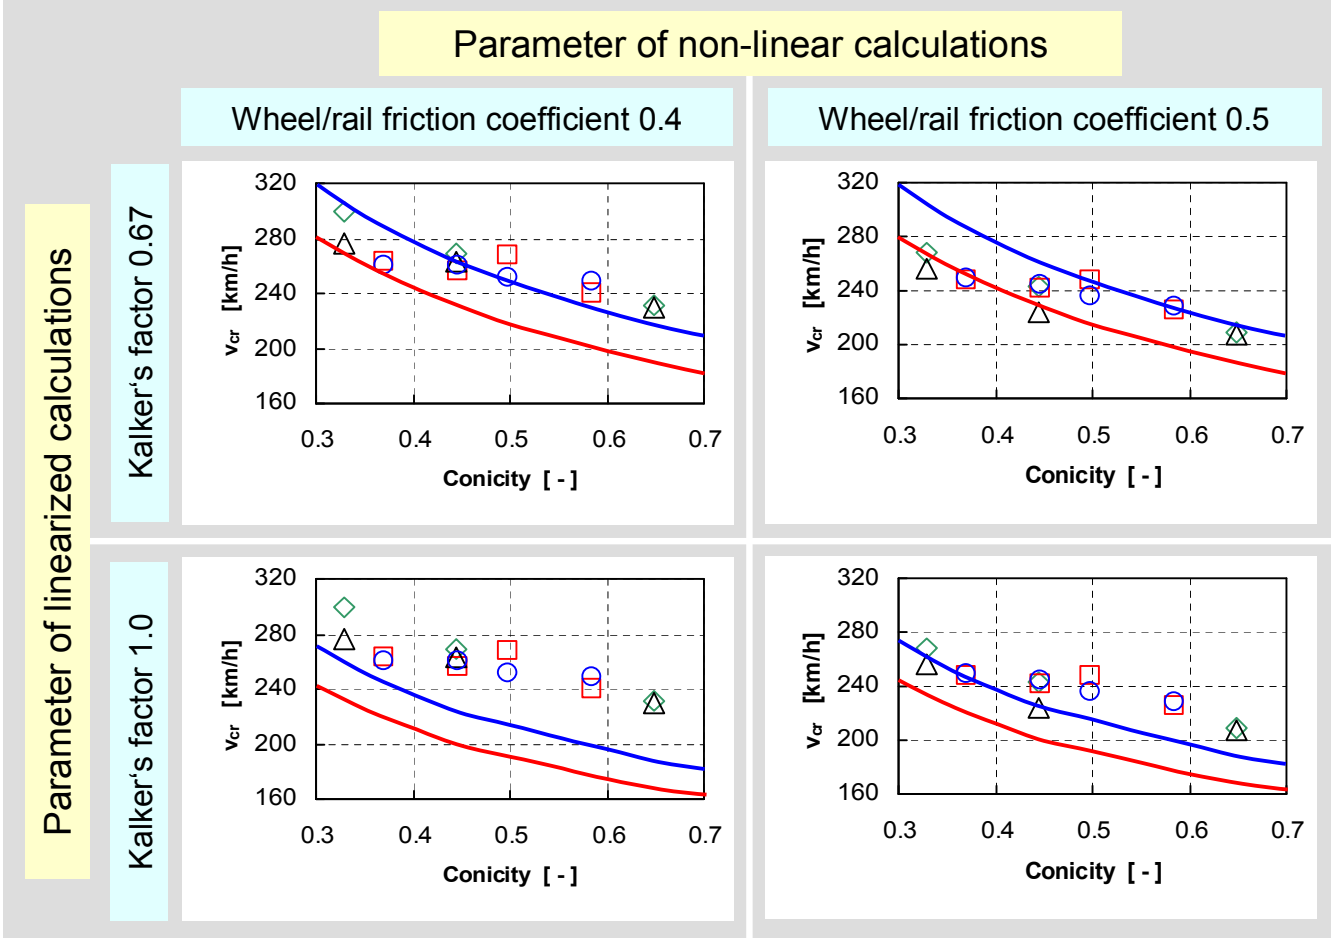 Parameter of non-linear calculations
Wheel/rail friction coefficient 0.4
Wheel/rail friction coefficient 0.5
Parameter of linearized calculations
Kalker‘s factor 0.67
vcr [km/h]
320
280
240
200
160
0.3 0.4 0.5 0.6 0.7
Conicity [ - ]
vcr [km/h]
320
280
240
200
160
0.3 0.4 0.5 0.6 0.7
Conicity [ - ]
Kalker‘s factor 1.0
vcr [km/h]
320
280
240
200
160
0.3 0.4 0.5 0.6 0.7
Conicity [ - ]
vcr [km/h]
320
280
240
200
160
0.3 0.4 0.5 0.6 0.7
Conicity [ - ]